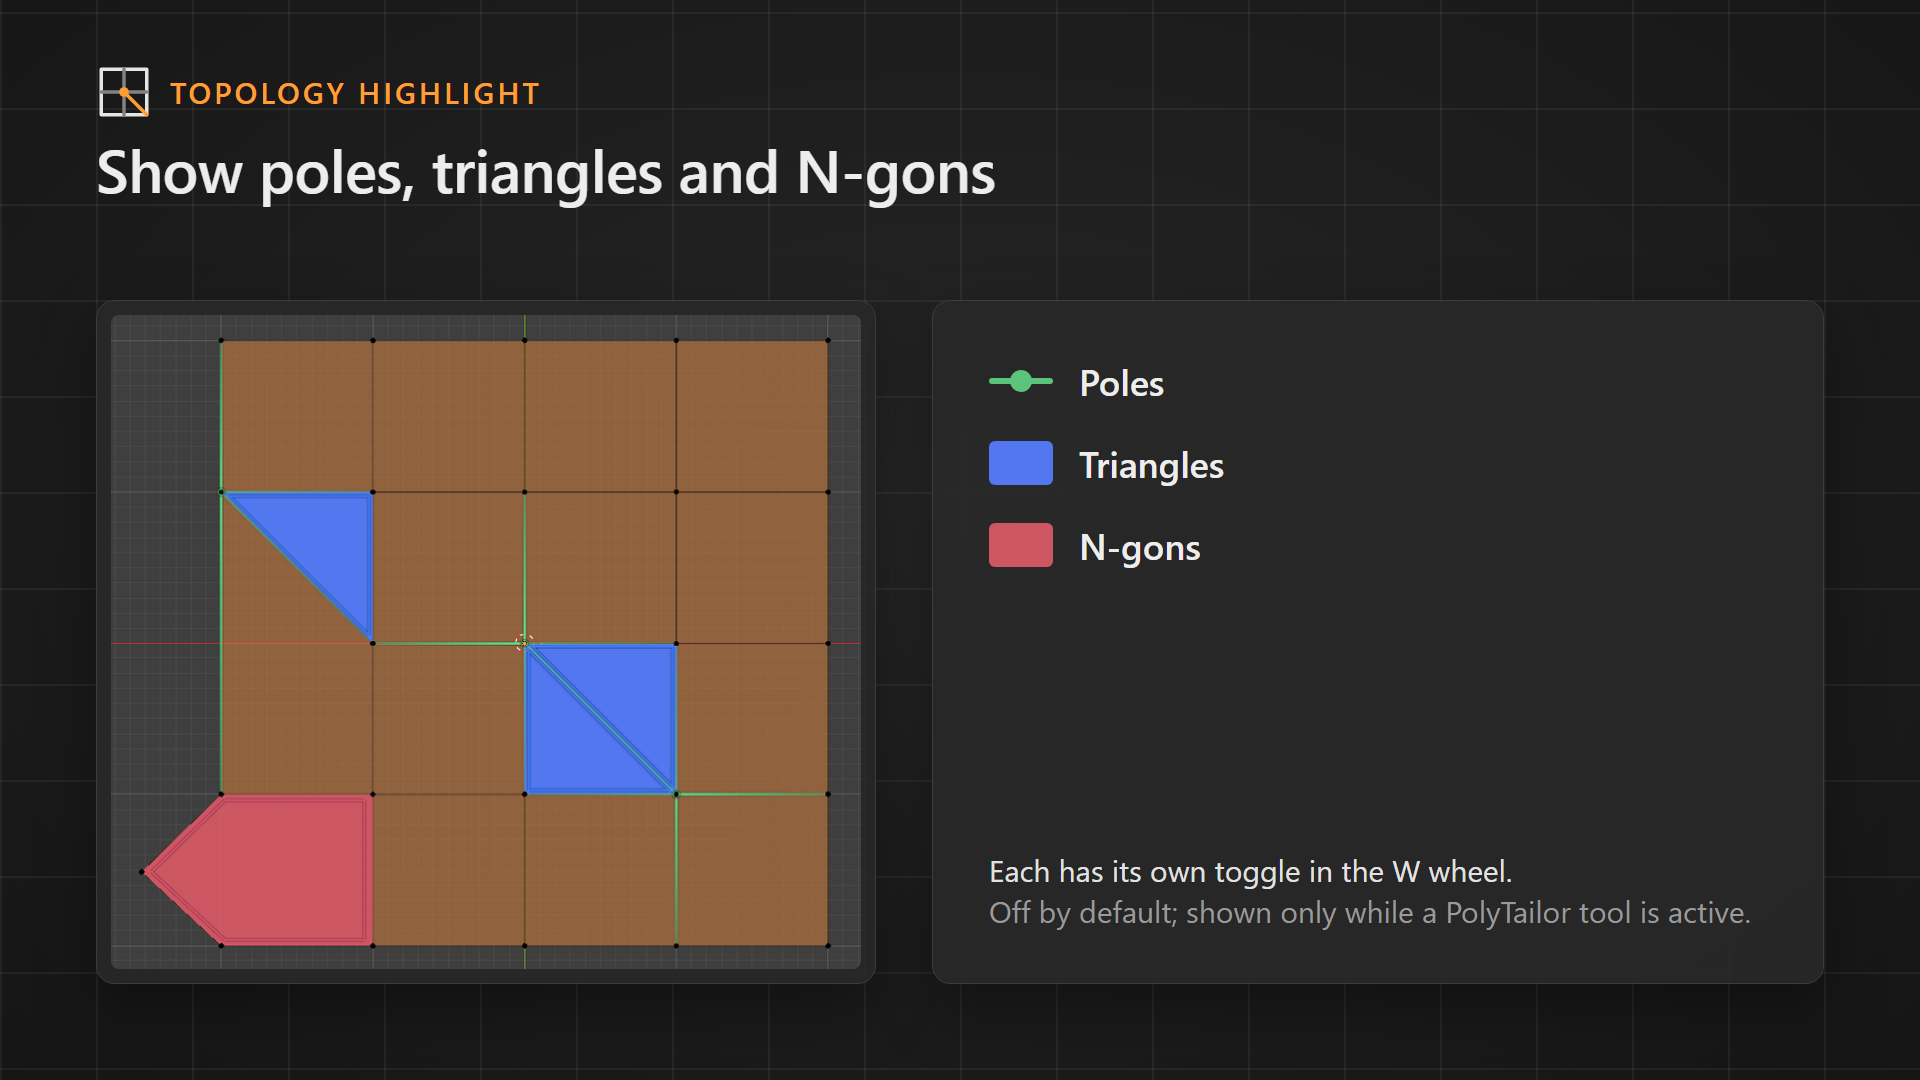 TOPOLOGY HIGHLIGHT
Show poles, triangles and N-gons
Poles
Triangles
N-gons
Each has its own toggle in the W wheel.
Off by default; shown only while a PolyTailor tool is active.